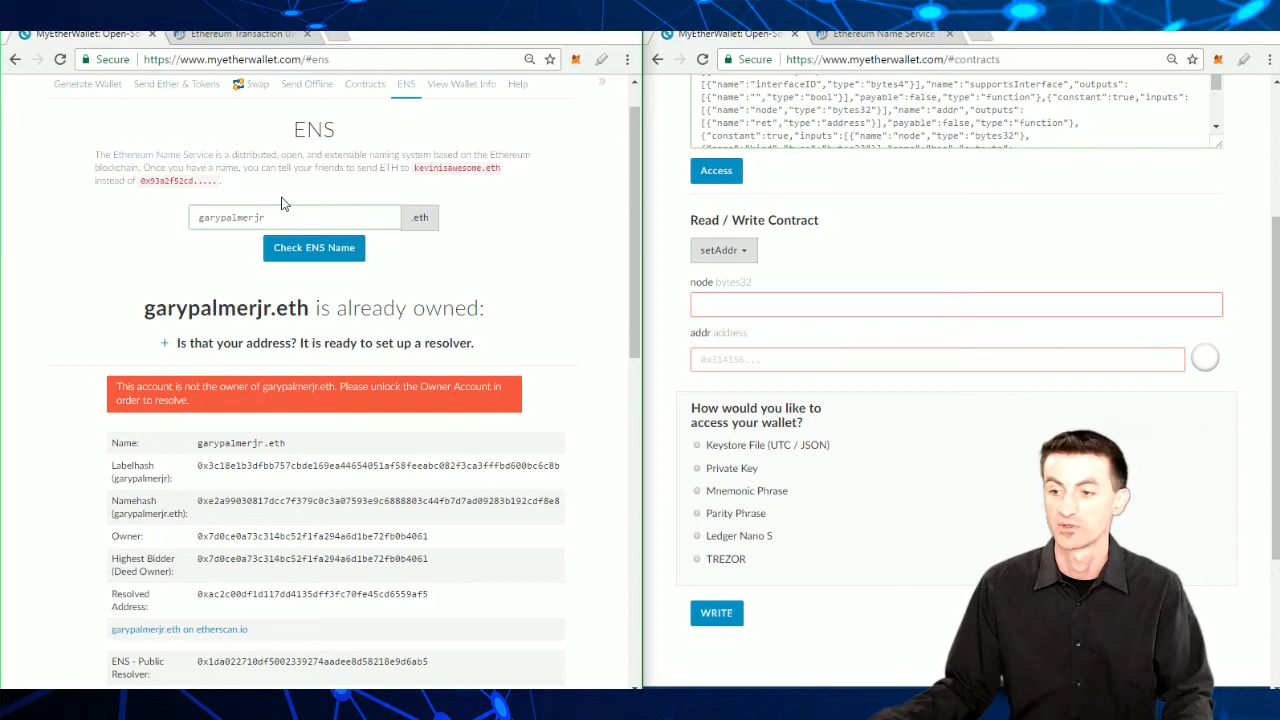 MyEtherWallet: Open-Sc
Ethereum Transaction 0
Secure https://www.myetherwallet.com/#ens
Generate Wallet Send Ether & Tokens Swap Send Offline Contracts ENS View Wallet Info Help
ENS
The Ethereum Name Service is a distributed, open, and extensible naming system based on the Ethereum
blockchain. Once you have a name, you can tell your friends to send ETH to kevinisawesome.eth
instead of 0x93a2f52cd..... .
garypalmerjr .eth
Check ENS Name
garypalmerjr.eth is already owned:
+ Is that your address? It is ready to set up a resolver.
This account is not the owner of garypalmerjr.eth. Please unlock the Owner Account in
order to resolve.
Name: garypalmerjr.eth
Labelhash
(garypalmerjr):
0x3c18e1b3dfbb757cbde169ea44654051af58feeabc082f3ca3fffbd600bc6c8b
Namehash
(garypalmerjr.eth):
0xe2a99030817dcc7f379c0c3a07593e9c6888803c44fb7d7ad09283b192cdf8e8
Owner: 0x7d0ce0a73c314bc52f1fa294a6d1be72fb0b4061
Highest Bidder
(Deed Owner):
0x7d0ce0a73c314bc52f1fa294a6d1be72fb0b4061
Resolved
Address:
0xac2c00df1d117dd4135dff3fc70fe45cd6559af5
garypalmerjr.eth on etherscan.io
ENS - Public
Resolver:
0x1da022710df5002339274aadee8d58218e9d6ab5
MyEtherWallet: Open-Sc
Ethereum Name Service
Secure https://www.myetherwallet.com/#contracts
[{"name":"interfaceID","type":"bytes4"}],"name":"supportsInterface","outputs":
[{"name":"","type":"bool"}],"payable":false,"type":"function"},{"constant":true,"inputs":
[{"name":"node","type":"bytes32"}],"name":"addr","outputs":
[{"name":"ret","type":"address"}],"payable":false,"type":"function"},
{"constant":true,"inputs":[{"name":"node","type":"bytes32"},
Access
Read / Write Contract
setAddr
node bytes32
addr address
0x314156...
How would you like to
access your wallet?
Keystore File (UTC / JSON)
Private Key
Mnemonic Phrase
Parity Phrase
Ledger Nano S
TREZOR
WRITE